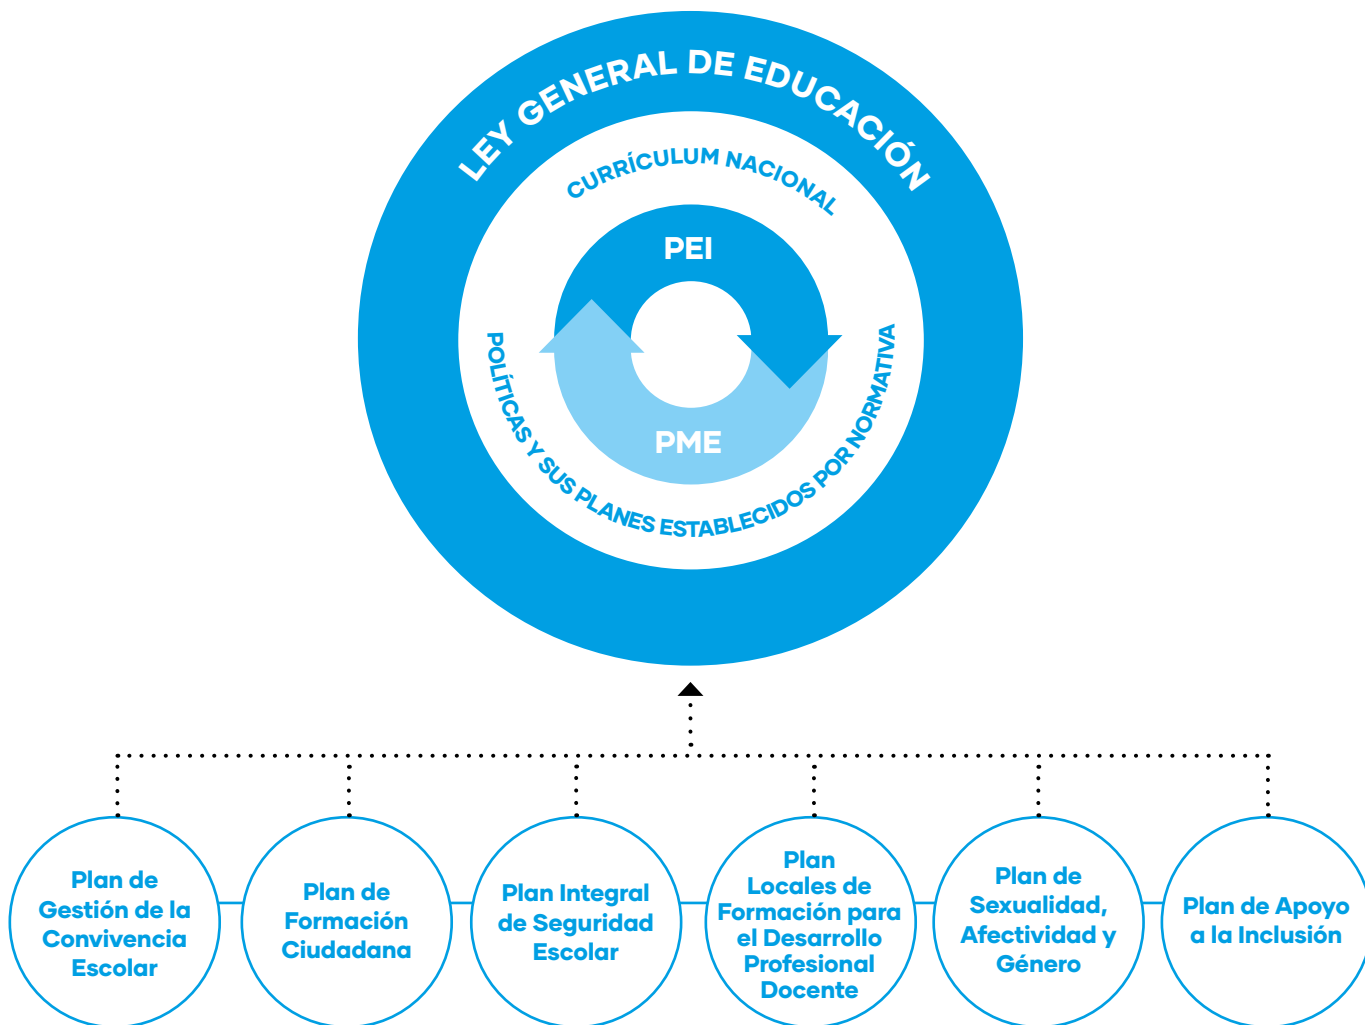 LEY GENERAL DE EDUCACIÓN
CURRÍCULUM NACIONAL
PEI
PME
POLÍTICAS Y SUS PLANES ESTABLECIDOS POR NORMATIVA
Plan de
Gestión de la
Convivencia
Escolar
Plan de
Formación
Ciudadana
Plan Integral
de Seguridad
Escolar
Plan
Locales de
Formación para
el Desarrollo
Profesional
Docente
Plan de
Sexualidad,
Afectividad y
Género
Plan de Apoyo
a la Inclusión